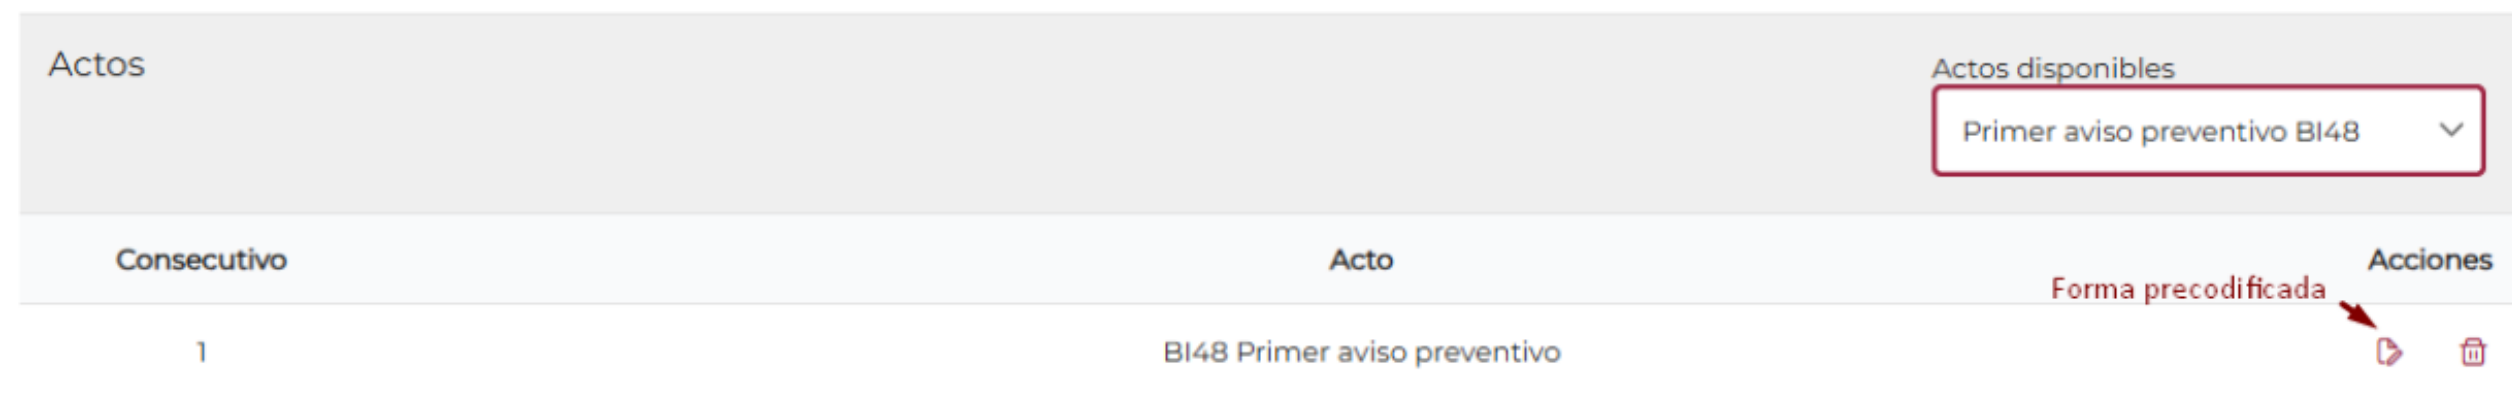 Actos
Actos disponibles
Primer aviso preventivo BI48
Consecutivo Acto Acciones
Forma precodificada
1 BI48 Primer aviso preventivo